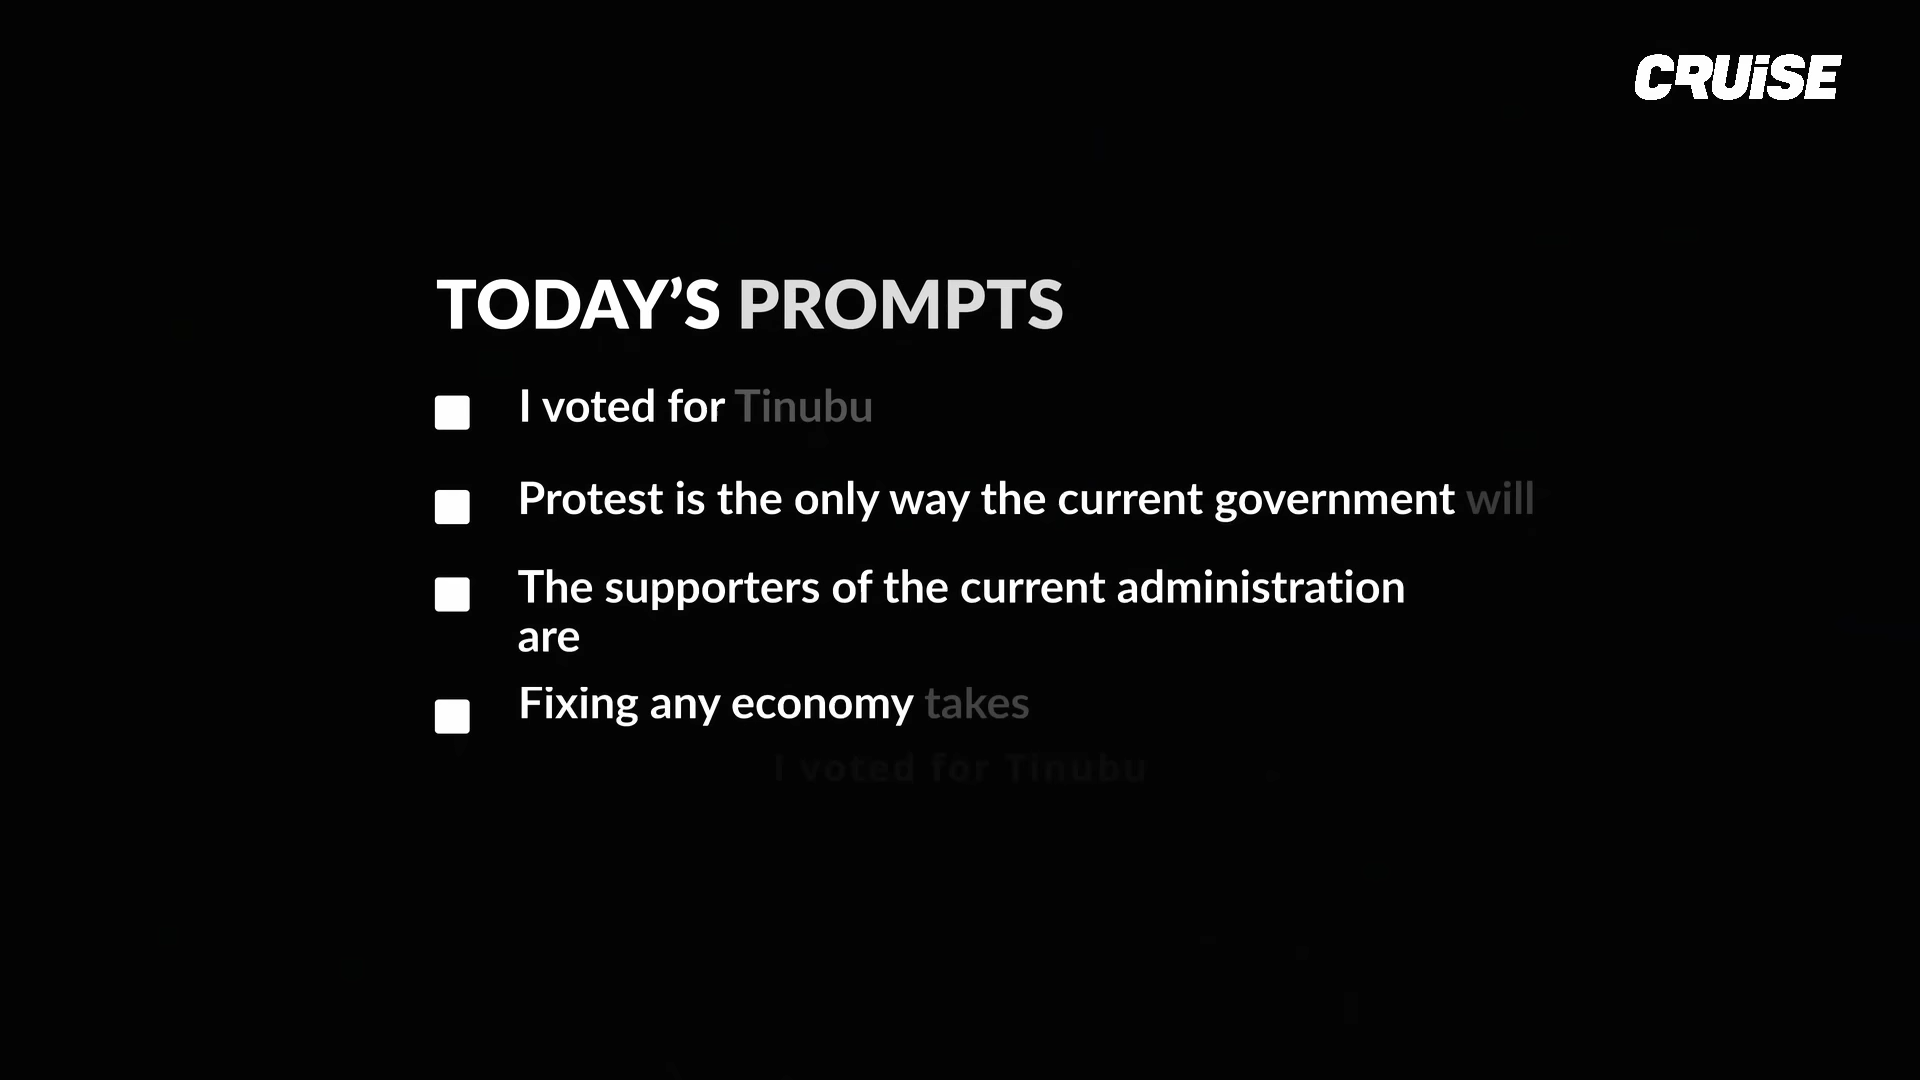 CRUiSE
TODAY'S PROMPTS
I voted for Tinubu
Protest is the only way the current government will
The supporters of the current administration
are
Fixing any economy takes
I voted for Tinubu